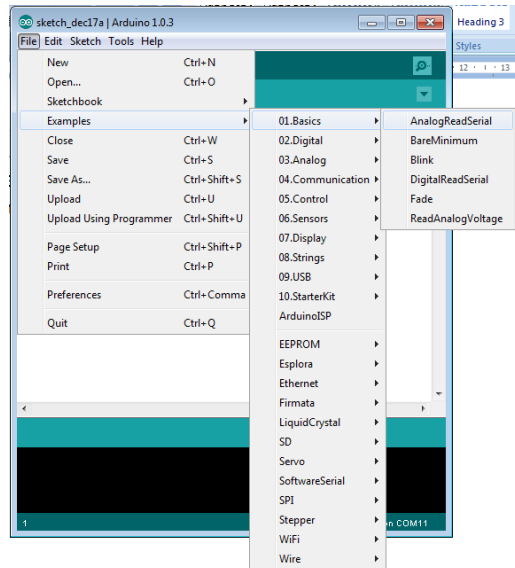 sketch_dec17a | Arduino 1.0.3
Heading 3
File Edit Sketch Tools Help
Styles
12 13
New Ctrl+N
Open... Ctrl+O
Sketchbook
Examples
Close Ctrl+W
Save Ctrl+S
Save As... Ctrl+Shift+S
Upload Ctrl+U
Upload Using Programmer Ctrl+Shift+U
Page Setup Ctrl+Shift+P
Print Ctrl+P
Preferences Ctrl+Comma
Quit Ctrl+Q
01.Basics
02.Digital
03.Analog
04.Communication
05.Control
06.Sensors
07.Display
08.Strings
09.USB
10.StarterKit
ArduinoISP
EEPROM
Esplora
Ethernet
Firmata
LiquidCrystal
SD
Servo
SoftwareSerial
SPI
Stepper
WiFi
Wire
AnalogReadSerial
BareMinimum
Blink
DigitalReadSerial
Fade
ReadAnalogVoltage
1
on COM11